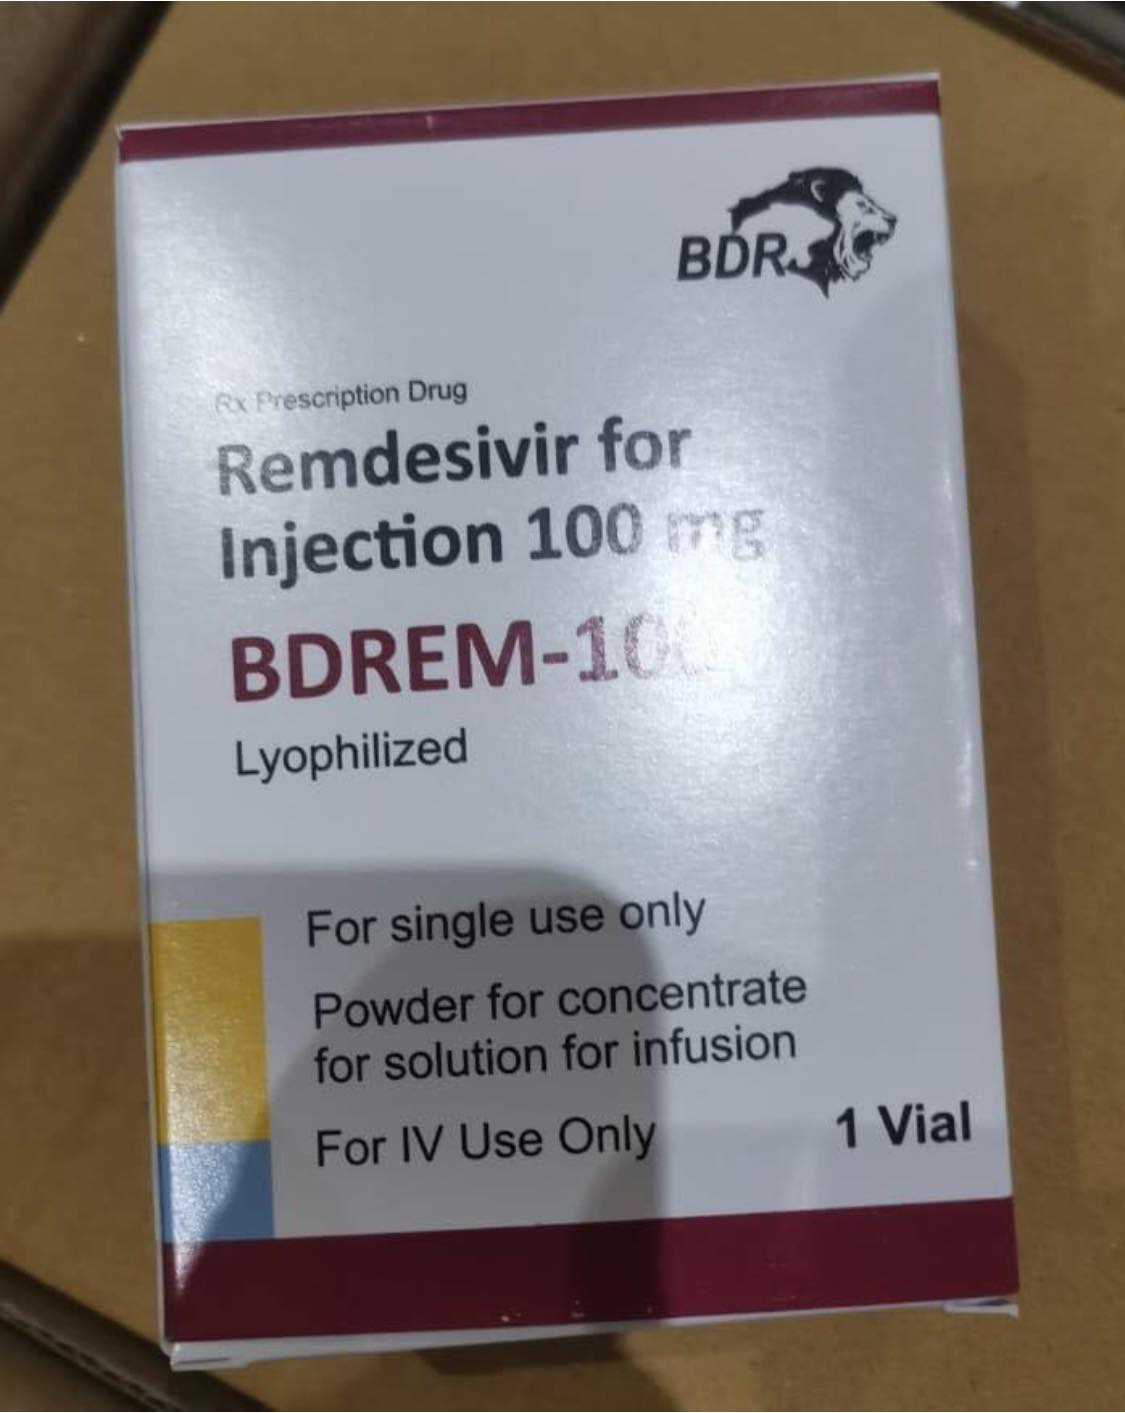 BDR
Rx Prescription Drug
Remdesivir for
Injection 100 mg
BDREM-100
Lyophilized
For single use only
Powder for concentrate
for solution for infusion
For IV Use Only
1 Vial